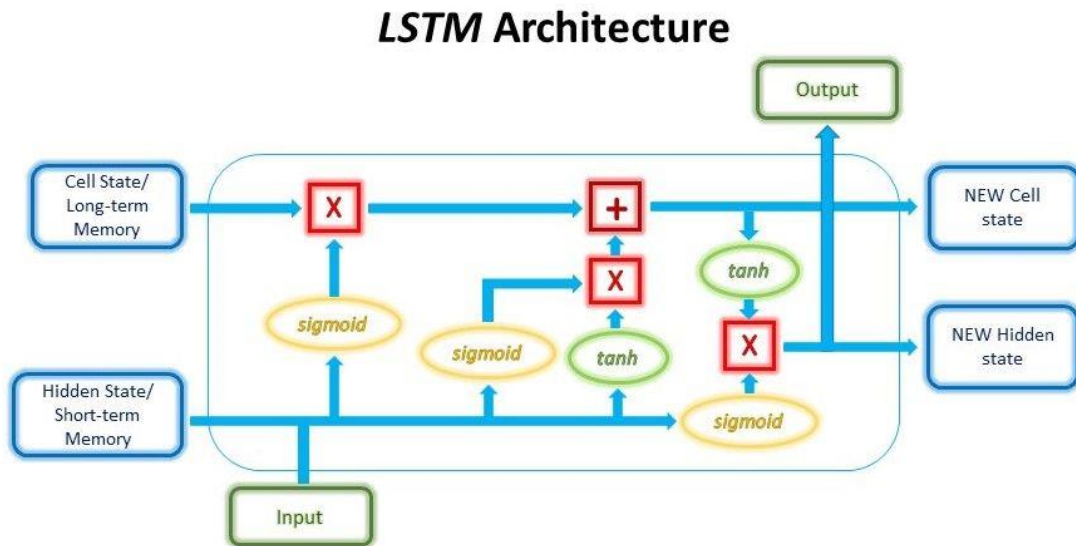 LSTM Architecture
Output
Cell State/
Long-term
Memory
X
+
NEW Cell
state
tanh
X
sigmoid
sigmoid
tanh
X
NEW Hidden
state
Hidden State/
Short-term
Memory
sigmoid
Input